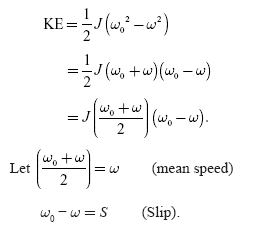 KE = 1/2 J(ω₀² − ω²)
= 1/2 J(ω₀ + ω)(ω₀ − ω)
= J((ω₀ + ω)/2)(ω₀ − ω).
Let ((ω₀ + ω)/2) = ω (mean speed)
ω₀ − ω = S (Slip).